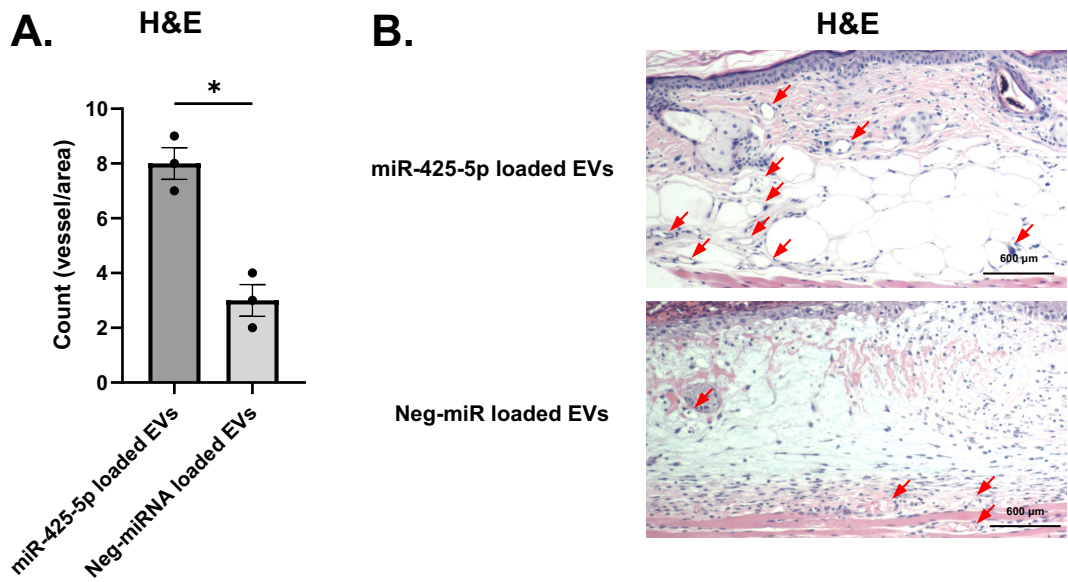 A.
H&E
*
10
8
6
4
2
0
Count (vessel/area)
miR-425-5p loaded EVs
Neg-miRNA loaded EVs
B.
H&E
miR-425-5p loaded EVs
600 µm
Neg-miR loaded EVs
600 µm